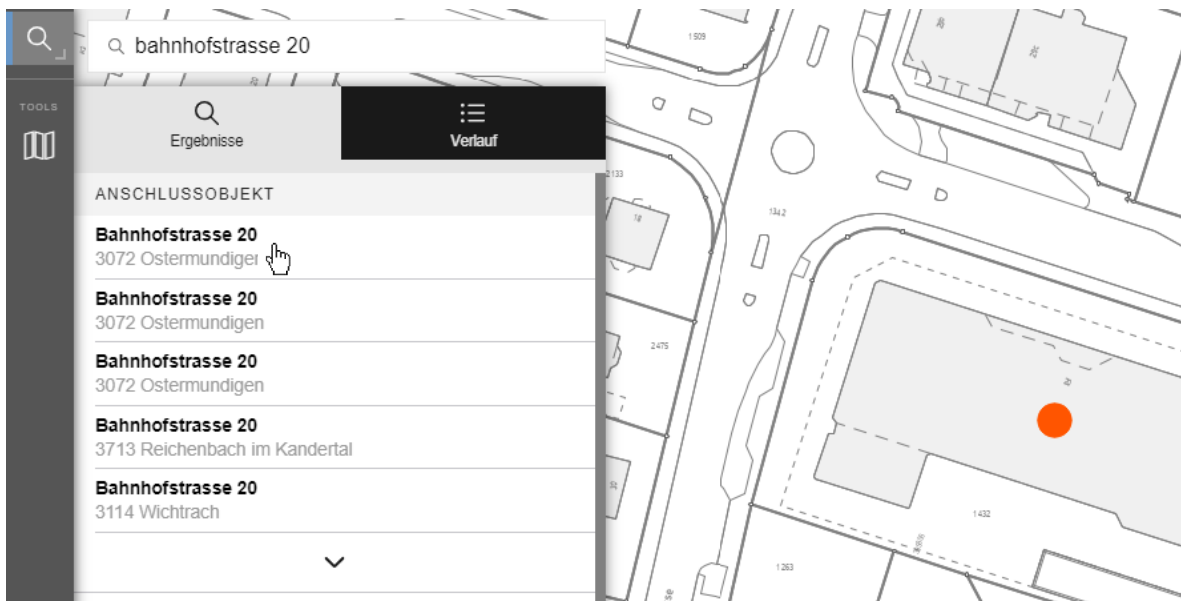 bahnhofstrasse 20
TOOLS
Ergebnisse
Verlauf
ANSCHLUSSOBJEKT
Bahnhofstrasse 20
3072 Ostermundigen
Bahnhofstrasse 20
3072 Ostermundigen
Bahnhofstrasse 20
3072 Ostermundigen
Bahnhofstrasse 20
3713 Reichenbach im Kandertal
Bahnhofstrasse 20
3114 Wichtrach
1509
2133
18
1342
2475
1432
1263